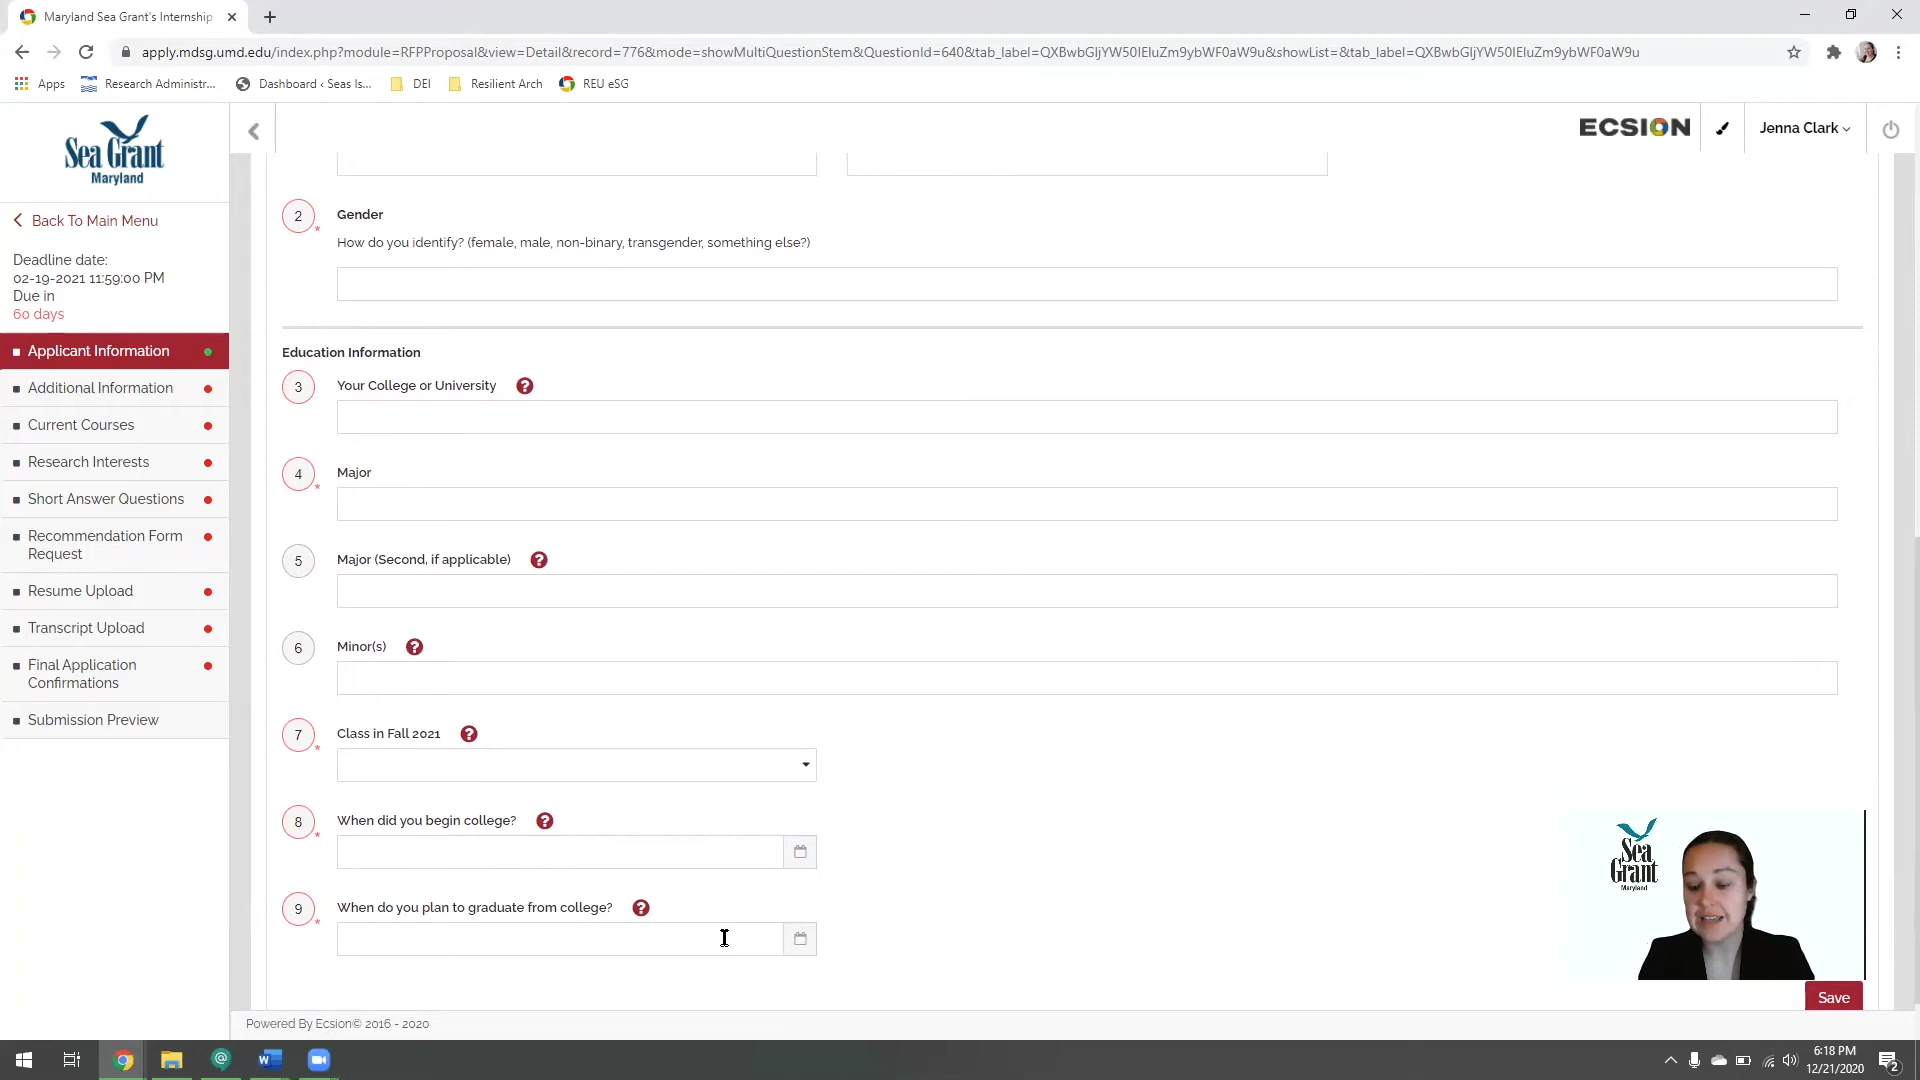 Maryland Sea Grant's Internship
apply.mdsg.umd.edu/index.php?module=RFPProposal&view=Detail&record=776&mode=showMultiQuestionStem&QuestionId=640&tab_label=QXBwbGljYW50IEluZm9ybWF0aW9u&showList=&tab_label=QXBwbGljYW50IEluZm9ybWF0aW9u
Apps
Research Administr...
Dashboard ‹ Seas Is...
DEI
Resilient Arch
REU eSG
Sea Grant
Maryland
ECSION
Jenna Clark
Back To Main Menu
Deadline date:
02-19-2021 11:59:00 PM
Due in
60 days
Applicant Information
Additional Information
Current Courses
Research Interests
Short Answer Questions
Recommendation Form
Request
Resume Upload
Transcript Upload
Final Application
Confirmations
Submission Preview
2 * Gender
How do you identify? (female, male, non-binary, transgender, something else?)
Education Information
3 Your College or University ?
4 * Major
5 Major (Second, if applicable) ?
6 Minor(s) ?
7 * Class in Fall 2021 ?
8 * When did you begin college? ?
9 * When do you plan to graduate from college? ?
Sea
Grant
Maryland
Save
Powered By Ecsion© 2016 - 2020
6:18 PM
12/21/2020
2